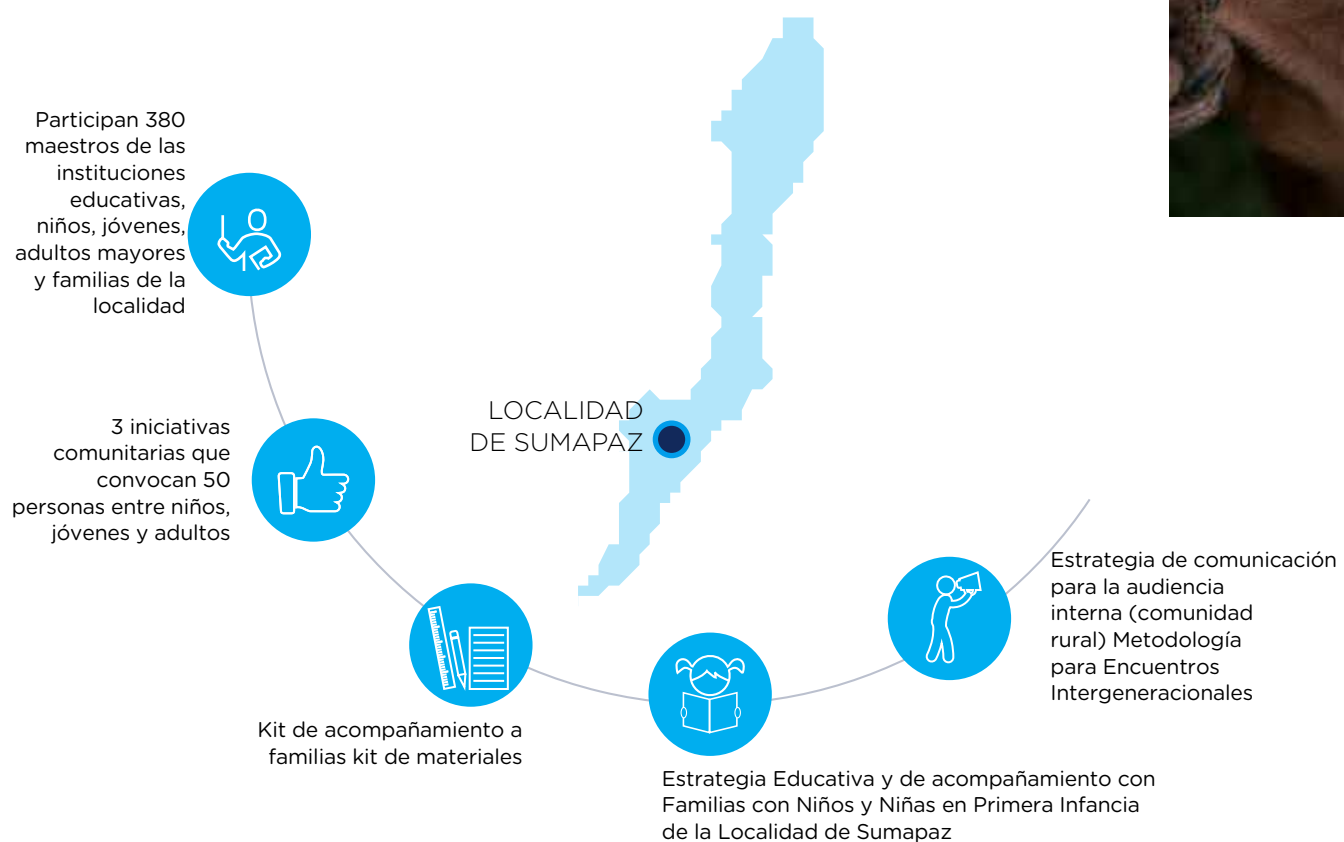 Participan 380
maestros de las
instituciones
educativas,
niños, jóvenes,
adultos mayores
y familias de la
localidad
LOCALIDAD
DE SUMAPAZ
3 iniciativas
comunitarias que
convocan 50
personas entre niños,
jóvenes y adultos
Kit de acompañamiento a
familias kit de materiales
Estrategia Educativa y de acompañamiento con
Familias con Niños y Niñas en Primera Infancia
de la Localidad de Sumapaz
Estrategia de comunicación
para la audiencia
interna (comunidad
rural) Metodología
para Encuentros
Intergeneracionales